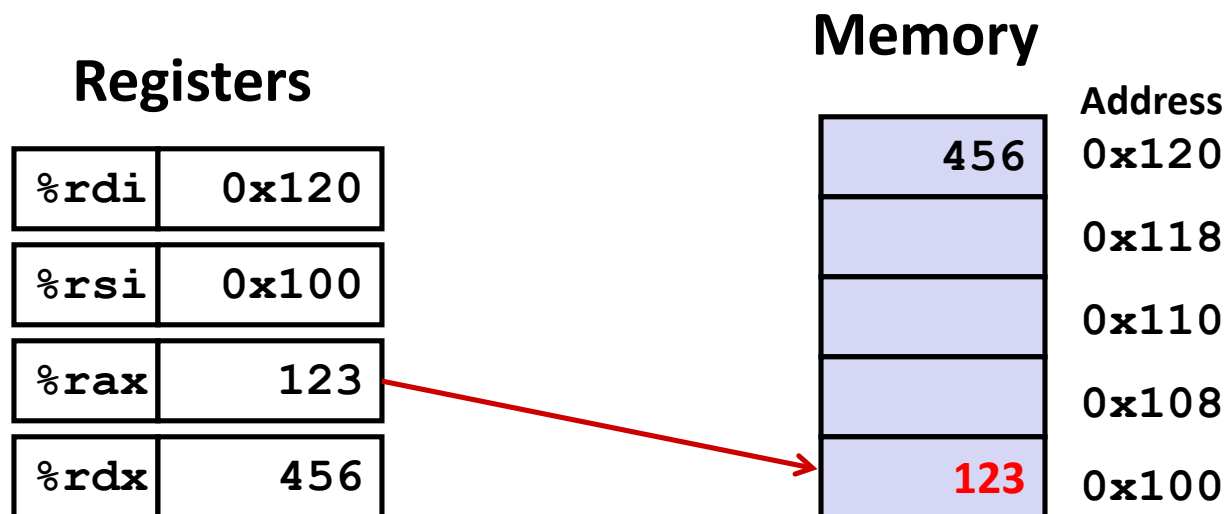 Registers
%rdi 0x120
%rsi 0x100
%rax 123
%rdx 456
Memory
Address
456 0x120
0x118
0x110
0x108
123 0x100